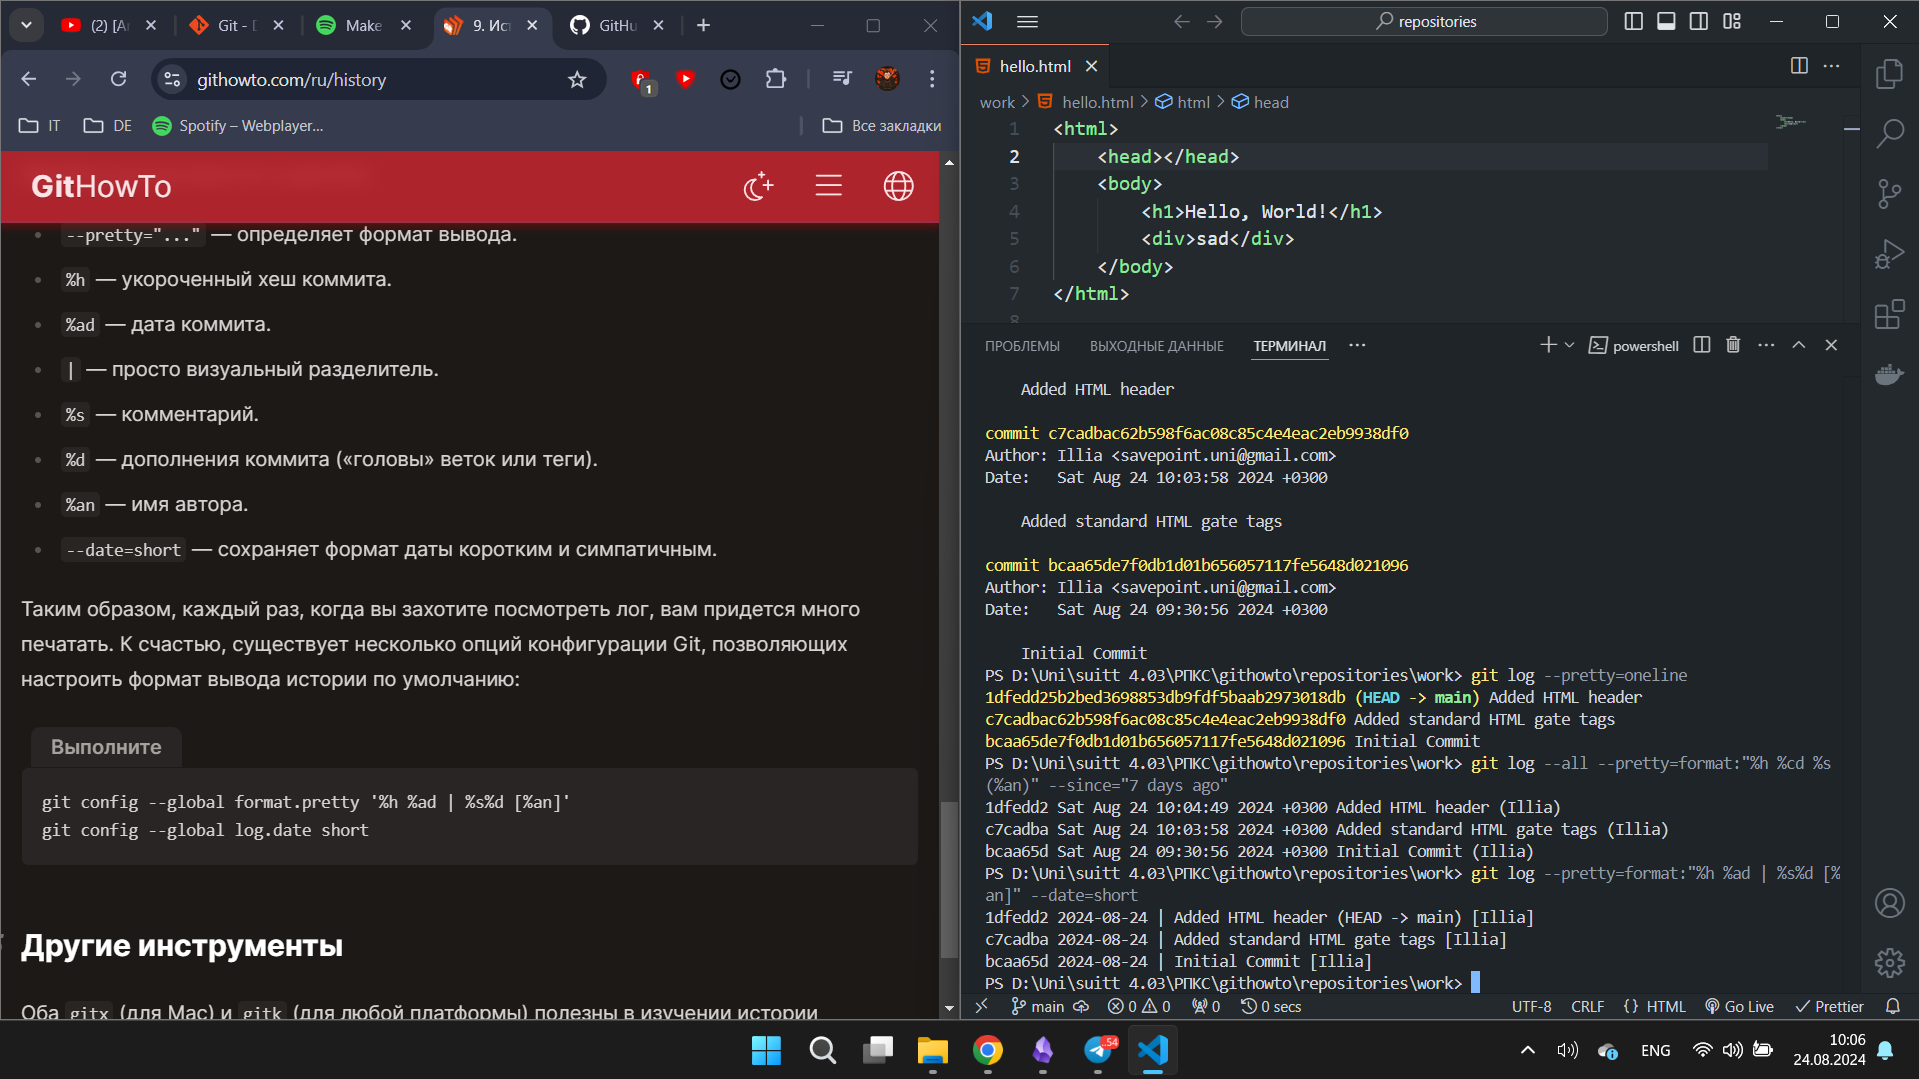 (2) [Ar
Git - D
Make
9. Ис
GitHu
githowto.com/ru/history
1
IT
DE
Spotify – Webplayer...
Все закладки
GitHowTo
--pretty="..." — определяет формат вывода.
%h — укороченный хеш коммита.
%ad — дата коммита.
| — просто визуальный разделитель.
%s — комментарий.
%d — дополнения коммита («головы» веток или теги).
%an — имя автора.
--date=short — сохраняет формат даты коротким и симпатичным.
Таким образом, каждый раз, когда вы захотите посмотреть лог, вам придется много
печатать. К счастью, существует несколько опций конфигурации Git, позволяющих
настроить формат вывода истории по умолчанию:
Выполните
git config --global format.pretty '%h %ad | %s%d [%an]'
git config --global log.date short
Другие инструменты
Оба gitx (для Mac) и gitk (для любой платформы) полезны в изучении истории
repositories
hello.html
work > hello.html > html > head
1 <html>
2 <head></head>
3 <body>
4 <h1>Hello, World!</h1>
5 <div>sad</div>
6 </body>
7 </html>
8
ПРОБЛЕМЫ
ВЫХОДНЫЕ ДАННЫЕ
ТЕРМИНАЛ
powershell
Added HTML header
commit c7cadbac62b598f6ac08c85c4e4eac2eb9938df0
Author: Illia <savepoint.uni@gmail.com>
Date:   Sat Aug 24 10:03:58 2024 +0300
Added standard HTML gate tags
commit bcaa65de7f0db1d01b656057117fe5648d021096
Author: Illia <savepoint.uni@gmail.com>
Date:   Sat Aug 24 09:30:56 2024 +0300
Initial Commit
PS D:\Uni\suitt 4.03\РПКС\githowto\repositories\work> git log --pretty=oneline
1dfedd25b2bed3698853db9fdf5baab2973018db (HEAD -> main) Added HTML header
c7cadbac62b598f6ac08c85c4e4eac2eb9938df0 Added standard HTML gate tags
bcaa65de7f0db1d01b656057117fe5648d021096 Initial Commit
PS D:\Uni\suitt 4.03\РПКС\githowto\repositories\work> git log --all --pretty=format:"%h %cd %s
(%an)" --since="7 days ago"
1dfedd2 Sat Aug 24 10:04:49 2024 +0300 Added HTML header (Illia)
c7cadba Sat Aug 24 10:03:58 2024 +0300 Added standard HTML gate tags (Illia)
bcaa65d Sat Aug 24 09:30:56 2024 +0300 Initial Commit (Illia)
PS D:\Uni\suitt 4.03\РПКС\githowto\repositories\work> git log --pretty=format:"%h %ad | %s%d [%
an]" --date=short
1dfedd2 2024-08-24 | Added HTML header (HEAD -> main) [Illia]
c7cadba 2024-08-24 | Added standard HTML gate tags [Illia]
bcaa65d 2024-08-24 | Initial Commit [Illia]
PS D:\Uni\suitt 4.03\РПКС\githowto\repositories\work>
main
0
0
0
0 secs
UTF-8
CRLF
{ } HTML
Go Live
Prettier
54
ENG
10:06
24.08.2024